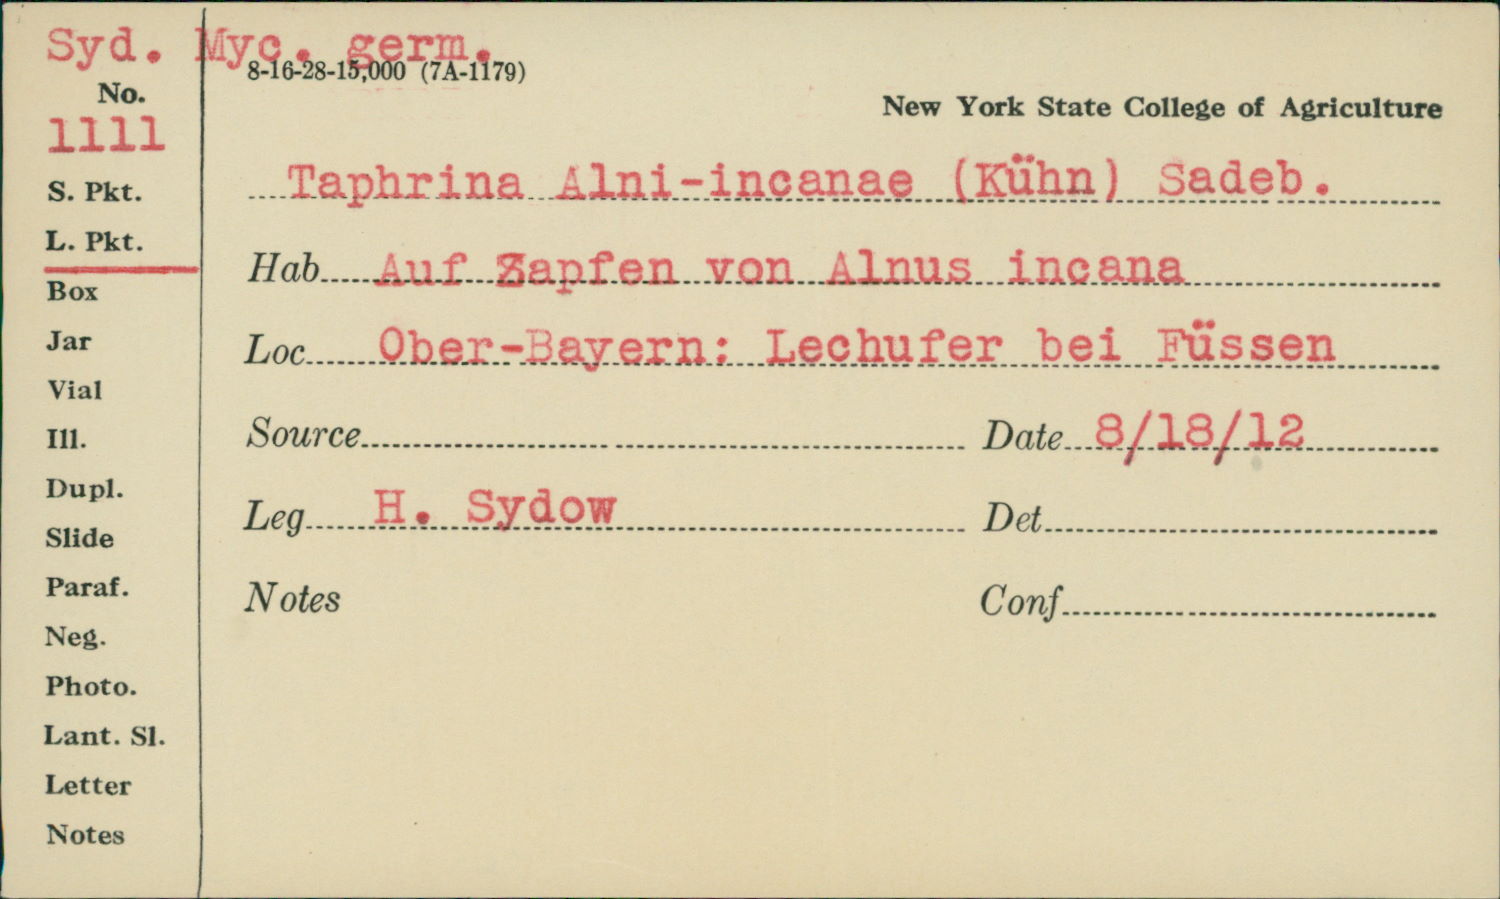 Syd. Myc. germ.
8-16-28-15,000 (7A-1179)
No.
New York State College of Agriculture
1111
Taphrina Alni-incanae (Kühn) Sadeb.
S. Pkt.
L. Pkt.
Hab. Auf Zapfen von Alnus incana
Box
Jar
Loc. Ober-Bayern: Lechufer bei Füssen
Vial
Ill.
Source Date 8/18/12
Dupl.
Leg. H. Sydow Det.
Slide
Paraf.
Notes Conf.
Neg.
Photo.
Lant. Sl.
Letter
Notes